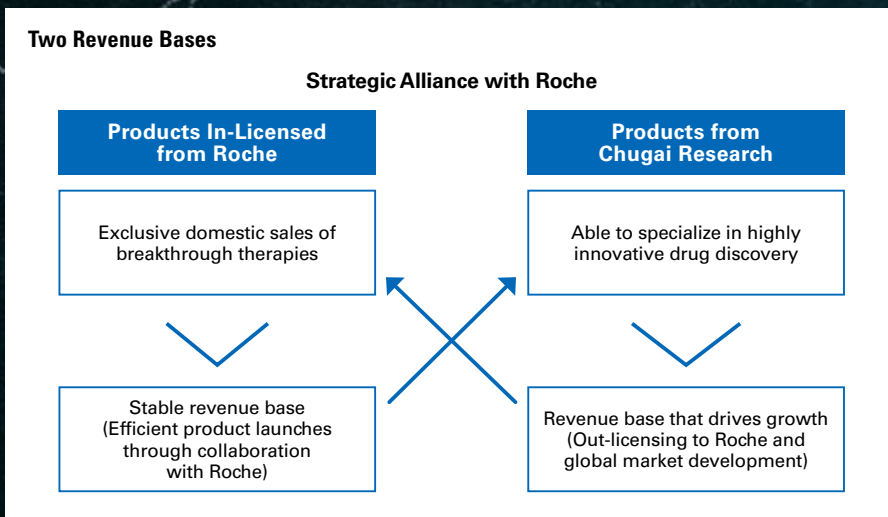 Two Revenue Bases
Strategic Alliance with Roche
Products In-Licensed
from Roche
Exclusive domestic sales of
breakthrough therapies
Stable revenue base
(Efficient product launches
through collaboration
with Roche)
Products from
Chugai Research
Able to specialize in highly
innovative drug discovery
Revenue base that drives growth
(Out-licensing to Roche and
global market development)